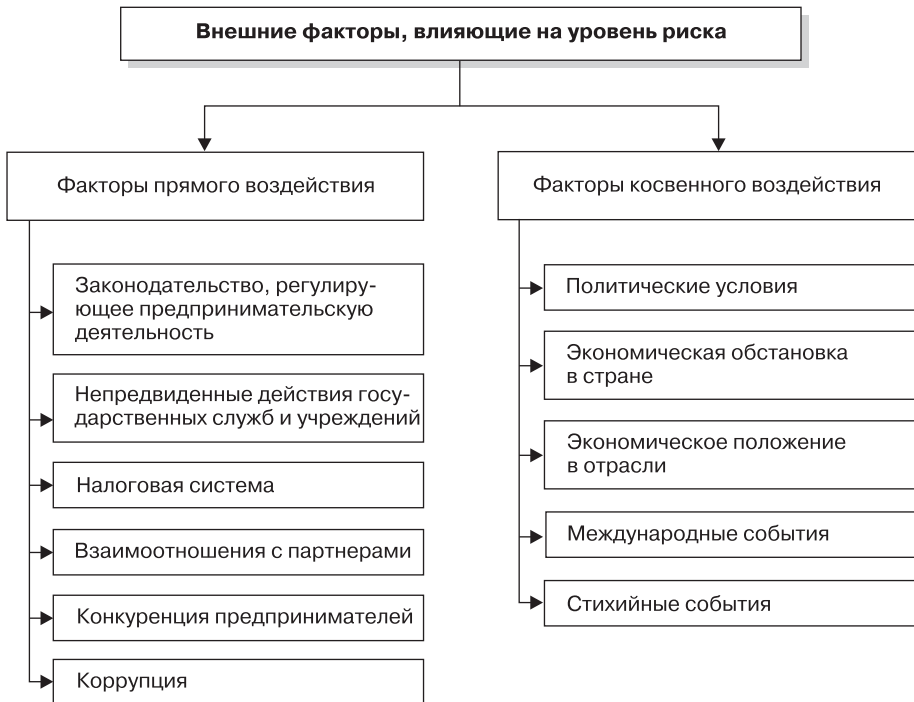 Внешние факторы, влияющие на уровень риска
Факторы прямого воздействия
Законодательство, регулиру-
ющее предпринимательскую
деятельность
Непредвиденные действия госу-
дарственных служб и учреждений
Налоговая система
Взаимоотношения с партнерами
Конкуренция предпринимателей
Коррупция
Факторы косвенного воздействия
Политические условия
Экономическая обстановка
в стране
Экономическое положение
в отрасли
Международные события
Стихийные события